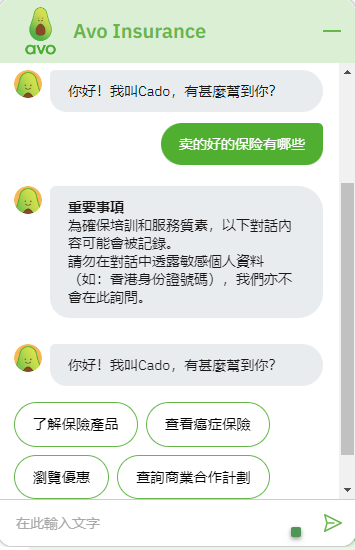 avo
Avo Insurance
你好！我叫Cado，有甚麼幫到你？
卖的好的保险有哪些
重要事項
為確保培訓和服務質素，以下對話內
容可能會被記錄。
請勿在對話中透露敏感個人資料
（如：香港身份證號碼），我們亦不
會在此詢問。
你好！我叫Cado，有甚麼幫到你？
了解保險產品
查看癌症保險
瀏覽優惠
查詢商業合作計劃
在此輸入文字